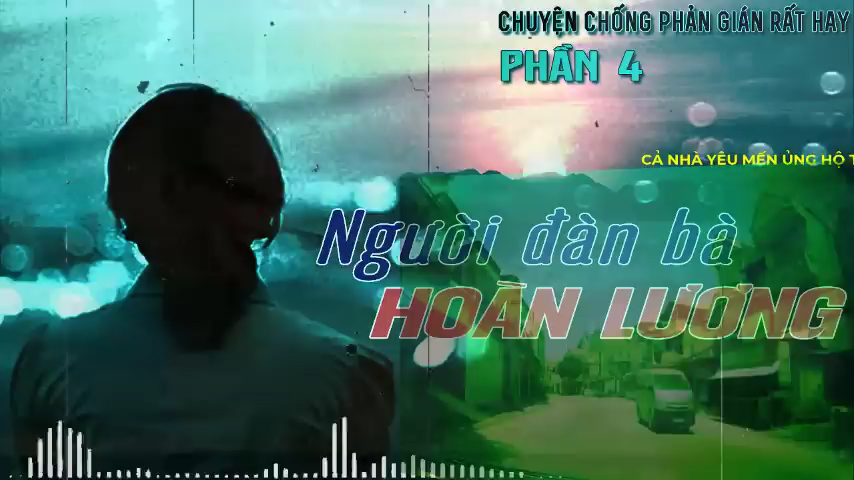 CHUYỆN CHỐNG PHẢN GIÁN RẤT HAY
PHẦN 4
CẢ NHÀ YÊU MẾN ỦNG HỘ T
Người đàn bà
HOÀN LƯƠNG